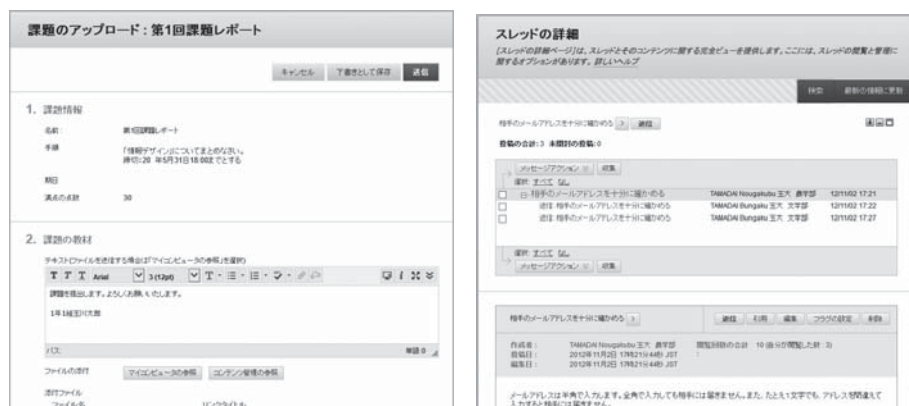 課題のアップロード：第1回課題レポート
キャンセル 下書きとして保存 送信
1. 課題情報
名前： 第1回課題レポート
手順 「情報デザイン」についてまとめなさい。
締切：20 年5月31日18:00までとする
期日
満点の点数 30
2. 課題の教材
テキスト(ファイルを送信する場合は「マイコンピュータの参照」を選択)
T T T Arial 3 (12pt) T
課題を提出します。よろしくお願いいたします。
1年1組玉川太郎
パス: 単語 0
ファイルの添付 マイコンピュータの参照 コンテンツ管理の参照
添付ファイル
ファイル名 リンクタイトル
スレッドの詳細
[スレッドの詳細ページ]は、スレッドとそのコンテンツに関する完全ビューを提供します。ここには、スレッドの閲覧と管理に
関するオプションがあります。詳しいヘルプ
検索 最新の情報に更新
相手のメールアドレスを十分に確かめる 返信
投稿の合計：3 未開封の投稿：0
メッセージアクション 収集
選択: すべて なし
相手のメールアドレスを十分に確かめる TAMADAI Nougakubu 玉大 農学部 12/11/02 17:21
返信: 相手のメールアドレスを十分に確かめる TAMADAI Bungaku 玉大 文学部 12/11/02 17:22
返信: 相手のメールアドレスを十分に確かめる TAMADAI Bungaku 玉大 文学部 12/11/02 17:27
選択: すべて なし
メッセージアクション 収集
相手のメールアドレスを十分に確かめる 返信 引用 編集 フラグの設定 削除
作成者： TAMADAI Nougakubu 玉大 農学部 閲覧回数の合計 10 (自分が閲覧した数: 3)
投稿日： 2012年11月2日 17時21分44秒 JST
編集日： 2012年11月2日 17時21分44秒 JST
メールアドレスは半角で入力します。全角で入力しても相手には届きません。また、たとえ1文字でも、アドレスを間違えて
入力すると相手には届きません。